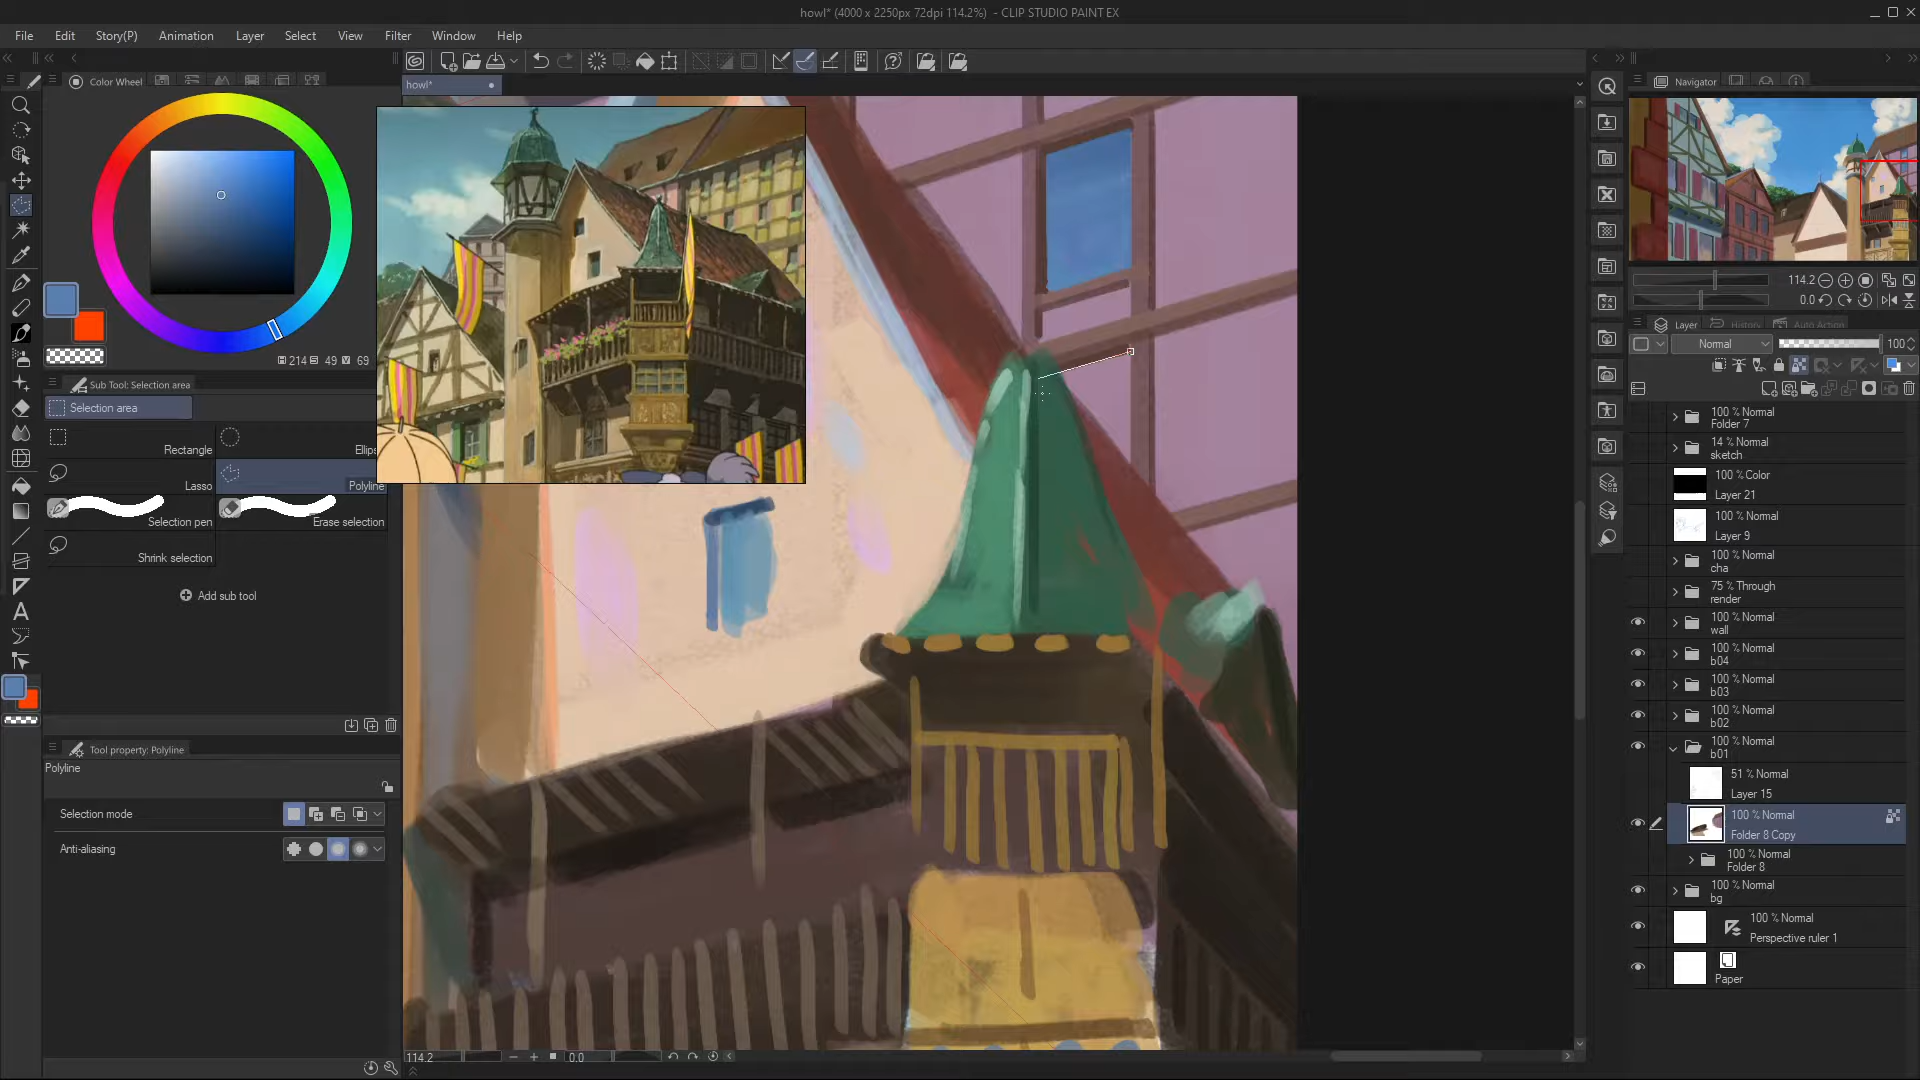 howl* (4000 x 2250px 72dpi 114.2%) - CLIP STUDIO PAINT EX
File Edit Story(P) Animation Layer Select View Filter Window Help
Color Wheel
howl*
Navigator
H 214 S 49 V 69
114.2
0.0
Sub Tool: Selection area
Selection area
Rectangle
Ellips
Lasso
Polyline
Selection pen
Erase selection
Shrink selection
Add sub tool
Tool property: Polyline
Polyline
Selection mode
Anti-aliasing
Layer History Auto Action
Normal 100
100 % Normal
Folder 7
14 % Normal
sketch
100 % Color
Layer 21
100 % Normal
Layer 9
100 % Normal
cha
75 % Through
render
100 % Normal
wall
100 % Normal
b04
100 % Normal
b03
100 % Normal
b02
100 % Normal
b01
51 % Normal
Layer 15
100 % Normal
Folder 8 Copy
100 % Normal
Folder 8
100 % Normal
bg
100 % Normal
Perspective ruler 1
Paper
114.2 0.0